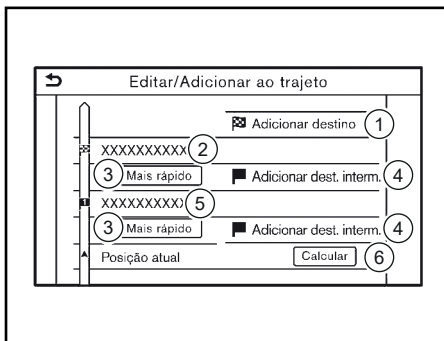 Editar/Adicionar ao trajeto
Adicionar destino 1
XXXXXXXXXX 2
3 Mais rápido Adicionar dest. interm. 4
1 XXXXXXXXXX 5
3 Mais rápido Adicionar dest. interm. 4
Posição atual Calcular 6